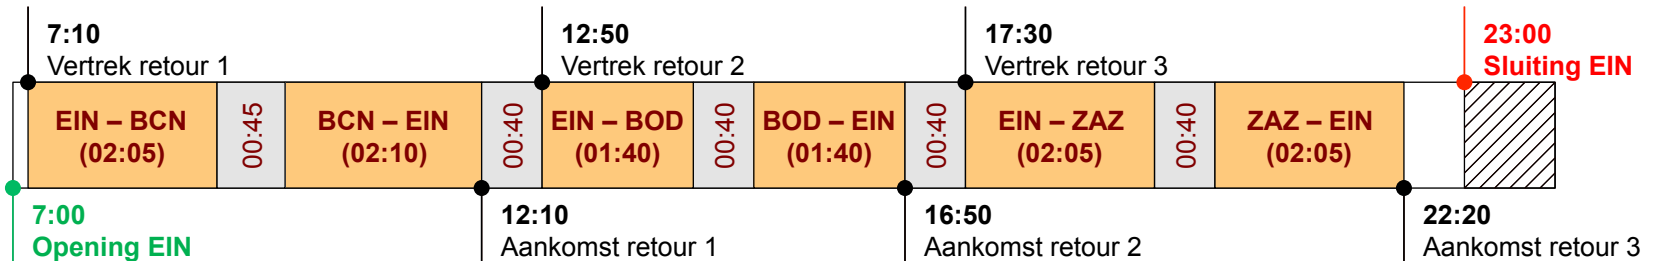 7:10
Vertrek retour 1
12:50
Vertrek retour 2
17:30
Vertrek retour 3
23:00
Sluiting EIN
EIN – BCN
(02:05)
00:45
BCN – EIN
(02:10)
00:40
EIN – BOD
(01:40)
00:40
BOD – EIN
(01:40)
00:40
EIN – ZAZ
(02:05)
00:40
ZAZ – EIN
(02:05)
7:00
Opening EIN
12:10
Aankomst retour 1
16:50
Aankomst retour 2
22:20
Aankomst retour 3